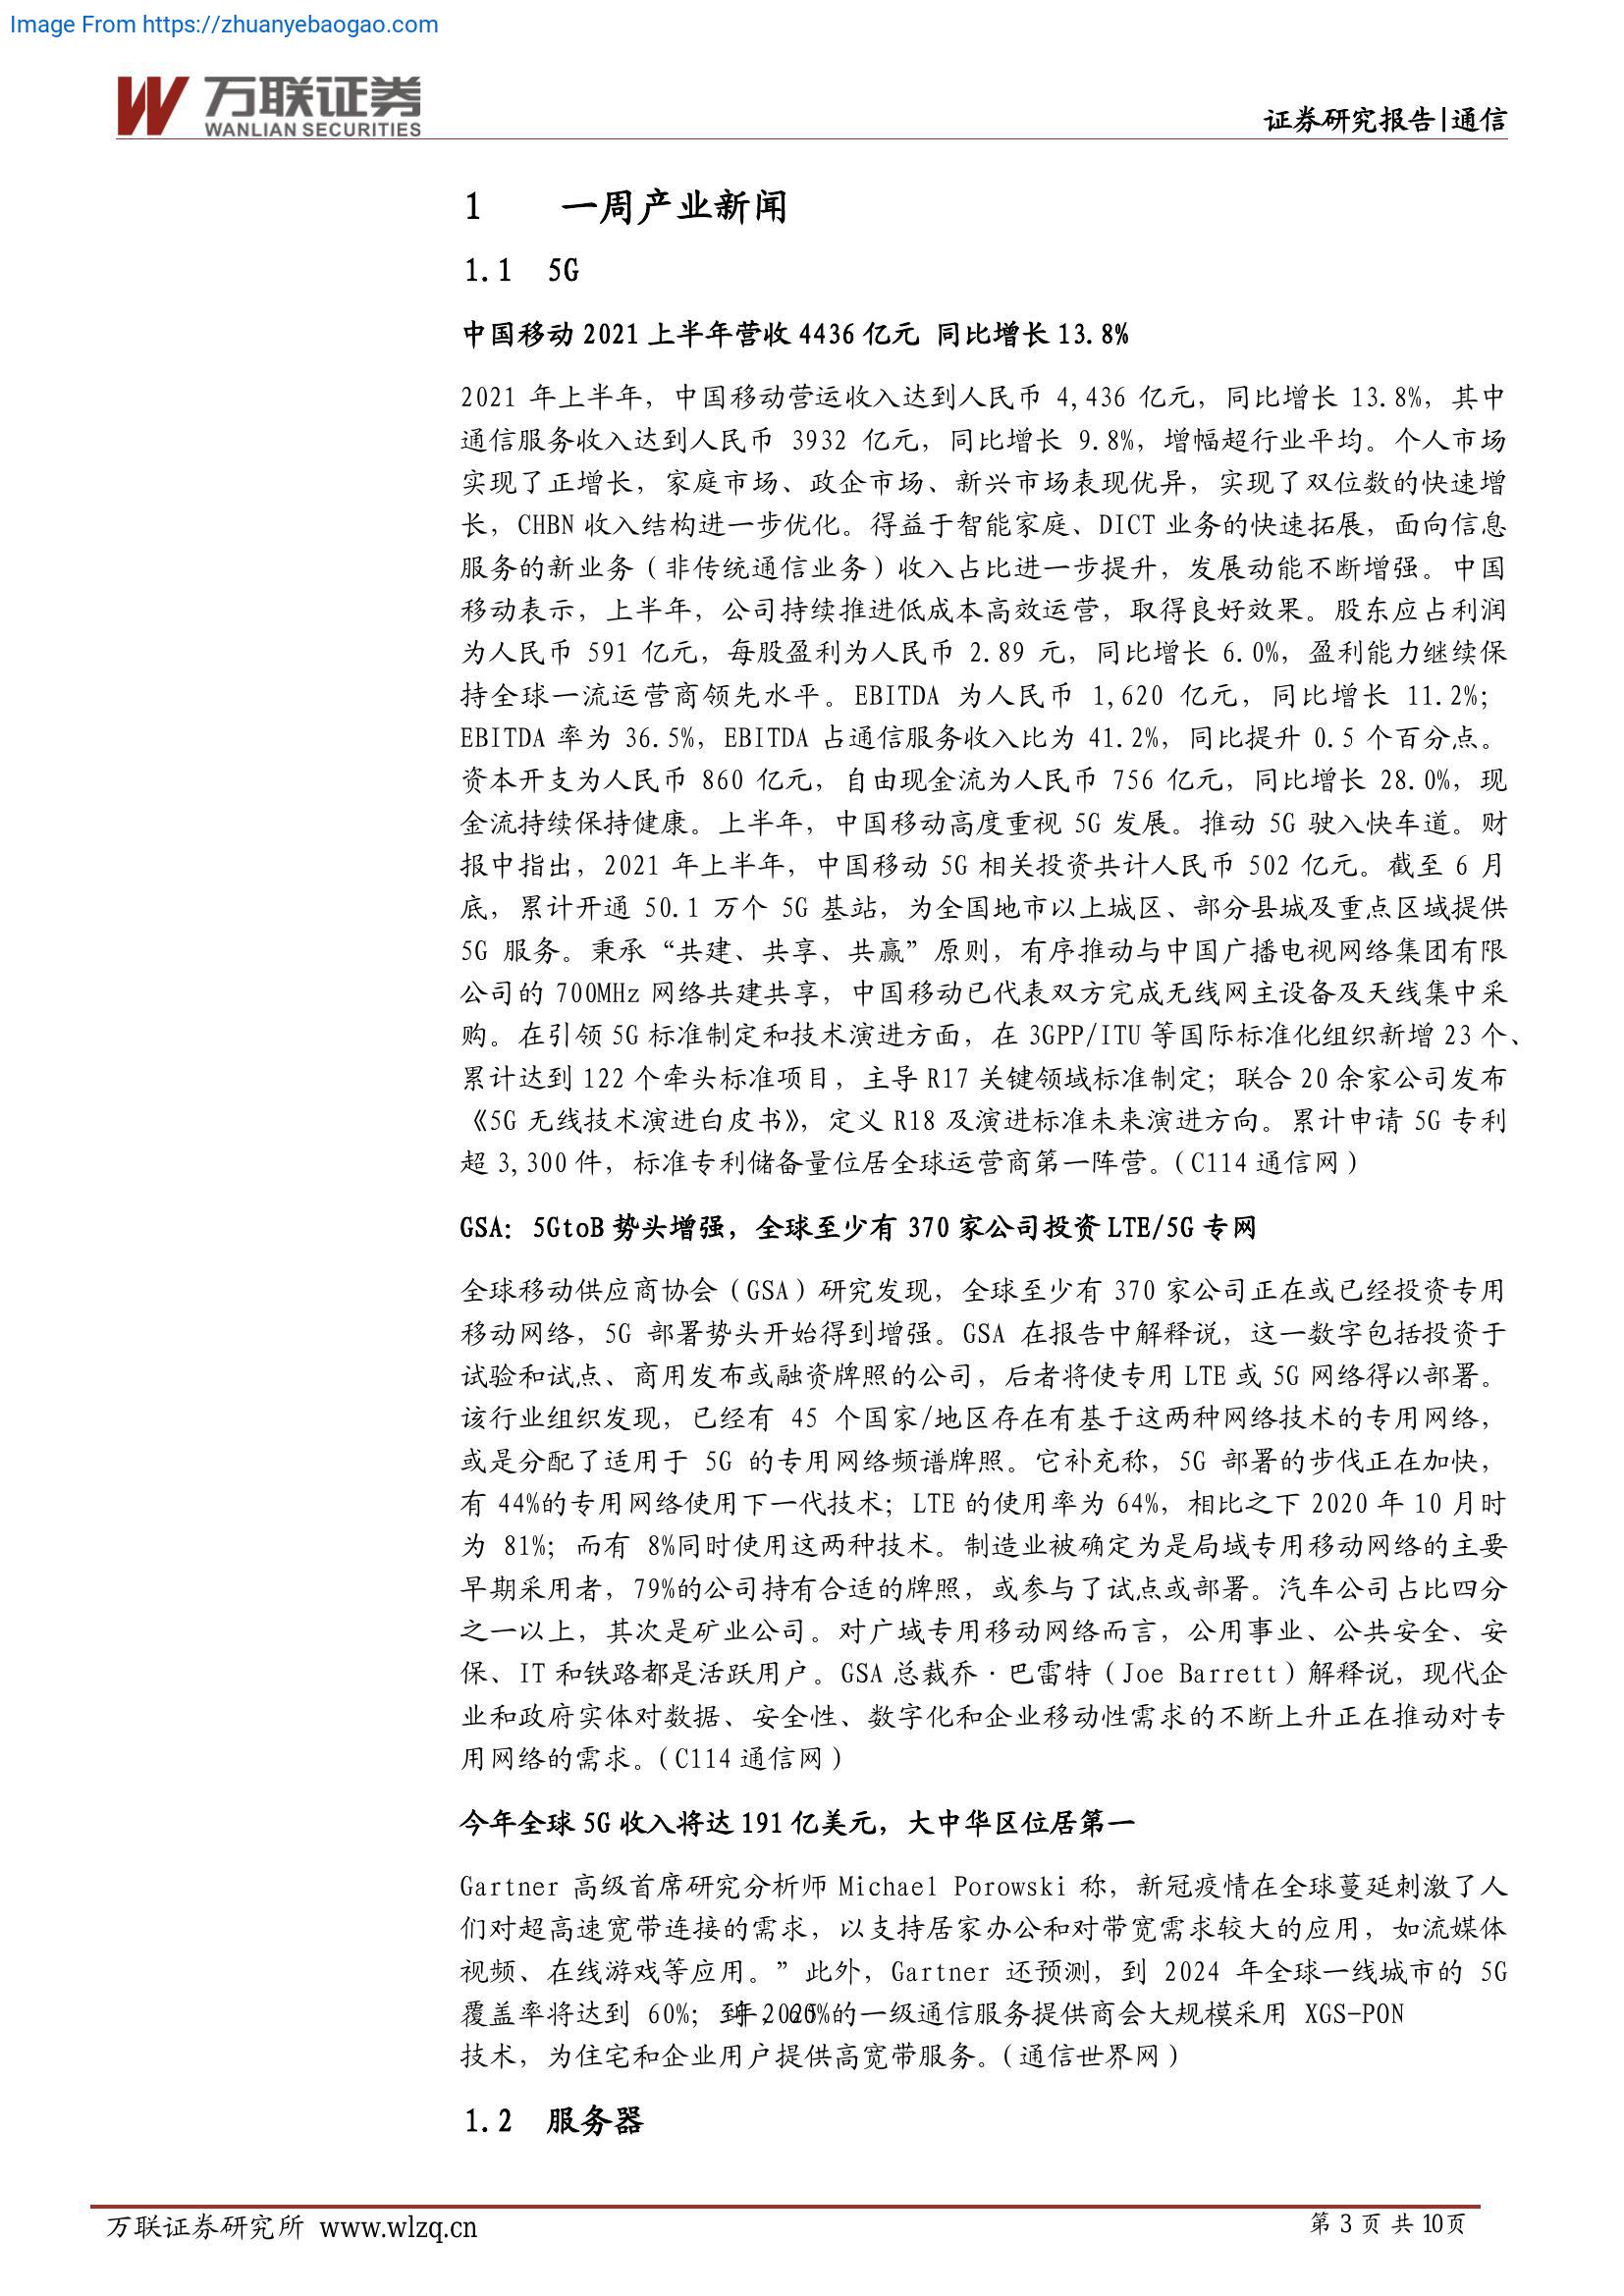 Image From https://zhuanyebaogao.com
万联证券
WANLIAN SECURITIES
证券研究报告|通信
1 一周产业新闻
1.1 5G
中国移动 2021 上半年营收 4436 亿元 同比增长 13.8%
2021 年上半年，中国移动营运收入达到人民币 4,436 亿元，同比增长 13.8%，其中
通信服务收入达到人民币 3932 亿元，同比增长 9.8%，增幅超行业平均。个人市场
实现了正增长，家庭市场、政企市场、新兴市场表现优异，实现了双位数的快速增
长，CHBN 收入结构进一步优化。得益于智能家庭、DICT 业务的快速拓展，面向信息
服务的新业务（非传统通信业务）收入占比进一步提升，发展动能不断增强。中国
移动表示，上半年，公司持续推进低成本高效运营，取得良好效果。股东应占利润
为人民币 591 亿元，每股盈利为人民币 2.89 元，同比增长 6.0%，盈利能力继续保
持全球一流运营商领先水平。EBITDA 为人民币 1,620 亿元，同比增长 11.2%；
EBITDA 率为 36.5%，EBITDA 占通信服务收入比为 41.2%，同比提升 0.5 个百分点。
资本开支为人民币 860 亿元，自由现金流为人民币 756 亿元，同比增长 28.0%，现
金流持续保持健康。上半年，中国移动高度重视 5G 发展。推动 5G 驶入快车道。财
报中指出，2021 年上半年，中国移动 5G 相关投资共计人民币 502 亿元。截至 6 月
底，累计开通 50.1 万个 5G 基站，为全国地市以上城区、部分县城及重点区域提供
5G 服务。秉承“共建、共享、共赢”原则，有序推动与中国广播电视网络集团有限
公司的 700MHz 网络共建共享，中国移动已代表双方完成无线网主设备及天线集中采
购。在引领 5G 标准制定和技术演进方面，在 3GPP/ITU 等国际标准化组织新增 23 个、
累计达到 122 个牵头标准项目，主导 R17 关键领域标准制定；联合 20 余家公司发布
《5G 无线技术演进白皮书》，定义 R18 及演进标准未来演进方向。累计申请 5G 专利
超 3,300 件，标准专利储备量位居全球运营商第一阵营。（C114 通信网）
GSA：5GtoB 势头增强，全球至少有 370 家公司投资 LTE/5G 专网
全球移动供应商协会（GSA）研究发现，全球至少有 370 家公司正在或已经投资专用
移动网络，5G 部署势头开始得到增强。GSA 在报告中解释说，这一数字包括投资于
试验和试点、商用发布或融资牌照的公司，后者将使专用 LTE 或 5G 网络得以部署。
该行业组织发现，已经有 45 个国家/地区存在有基于这两种网络技术的专用网络，
或是分配了适用于 5G 的专用网络频谱牌照。它补充称，5G 部署的步伐正在加快，
有 44%的专用网络使用下一代技术；LTE 的使用率为 64%，相比之下 2020 年 10 月时
为 81%；而有 8%同时使用这两种技术。制造业被确定为是局域专用移动网络的主要
早期采用者，79%的公司持有合适的牌照，或参与了试点或部署。汽车公司占比四分
之一以上，其次是矿业公司。对广域专用移动网络而言，公用事业、公共安全、安
保、IT 和铁路都是活跃用户。GSA 总裁乔·巴雷特（Joe Barrett）解释说，现代企
业和政府实体对数据、安全性、数字化和企业移动性需求的不断上升正在推动对专
用网络的需求。（C114 通信网）
今年全球 5G 收入将达 191 亿美元，大中华区位居第一
Gartner 高级首席研究分析师 Michael Porowski 称，新冠疫情在全球蔓延刺激了人
们对超高速宽带连接的需求，以支持居家办公和对带宽需求较大的应用，如流媒体
视频、在线游戏等应用。”此外，Gartner 还预测，到 2024 年全球一线城市的 5G
覆盖率将达到 60%；到 的一级通信服务提供商会大规模采用 XGS-PON
技术，为住宅和企业用户提供高宽带服务。（通信世界网）
1.2 服务器
万联证券研究所 www.wlzq.cn
第 3 页 共 10页